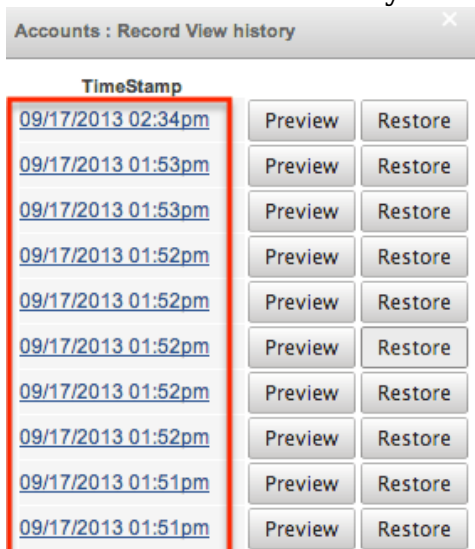 Accounts : Record View history
TimeStamp
09/17/2013 02:34pm Preview Restore
09/17/2013 01:53pm Preview Restore
09/17/2013 01:53pm Preview Restore
09/17/2013 01:52pm Preview Restore
09/17/2013 01:52pm Preview Restore
09/17/2013 01:52pm Preview Restore
09/17/2013 01:52pm Preview Restore
09/17/2013 01:52pm Preview Restore
09/17/2013 01:51pm Preview Restore
09/17/2013 01:51pm Preview Restore